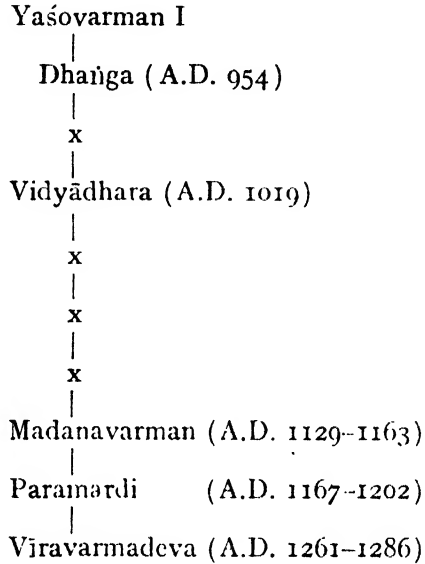 Yaśovarman I
Dhaṅga (A.D. 954)
x
Vidyādhara (A.D. 1019)
x
x
x
Madanavarman (A.D. 1129-1163)
Paramardi (A.D. 1167-1202)
Vīravarmadeva (A.D. 1261-1286)